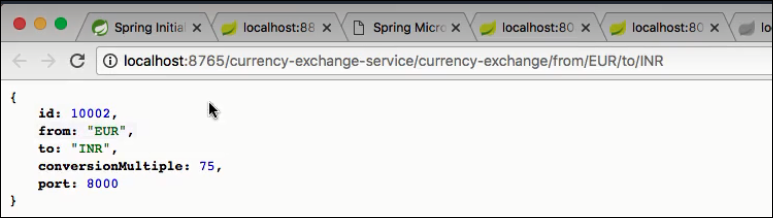 Spring Initial
localhost:88
Spring Micro
localhost:80
localhost:80
lo
localhost:8765/currency-exchange-service/currency-exchange/from/EUR/to/INR
{
id: 10002,
from: "EUR",
to: "INR",
conversionMultiple: 75,
port: 8000
}